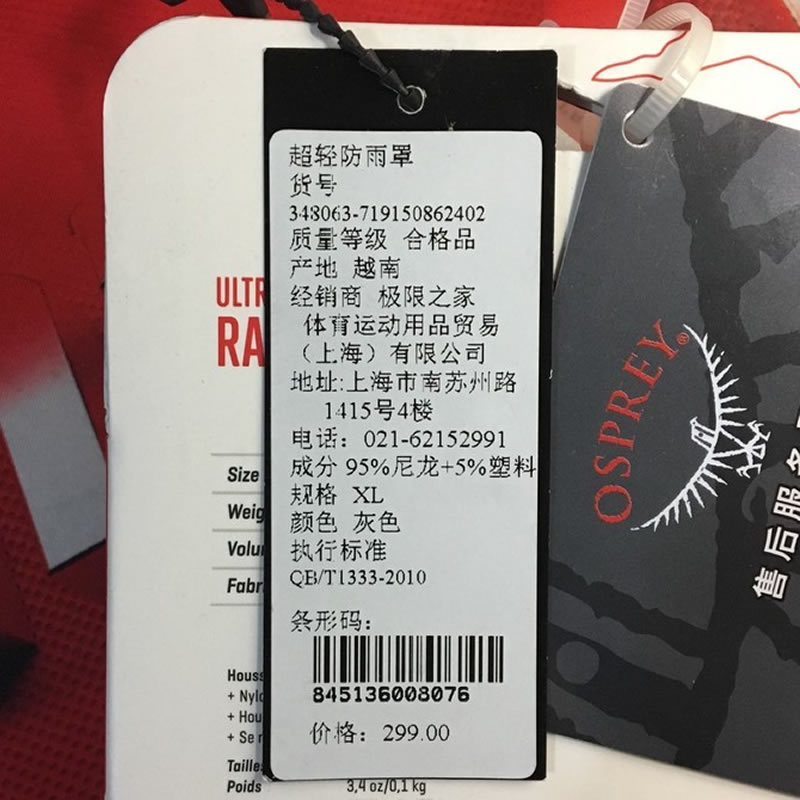 超轻防雨罩
货号
348063-719150862402
质量等级 合格品
产地 越南
经销商 极限之家
体育运动用品贸易
（上海）有限公司
地址:上海市南苏州路
1415号4楼
电话：021-62152991
成分 95%尼龙+5%塑料
规格 XL
颜色 灰色
执行标准
QB/T1333-2010
条形码：
845136008076
价格：299.00
ULTR
RA
Size
Weig
Volu
Fabri
Houss
+ Nylo
+ Hou
+ Se r
Taille
Poids
3,4 oz/0,1 kg
OSPREY®
售后服务